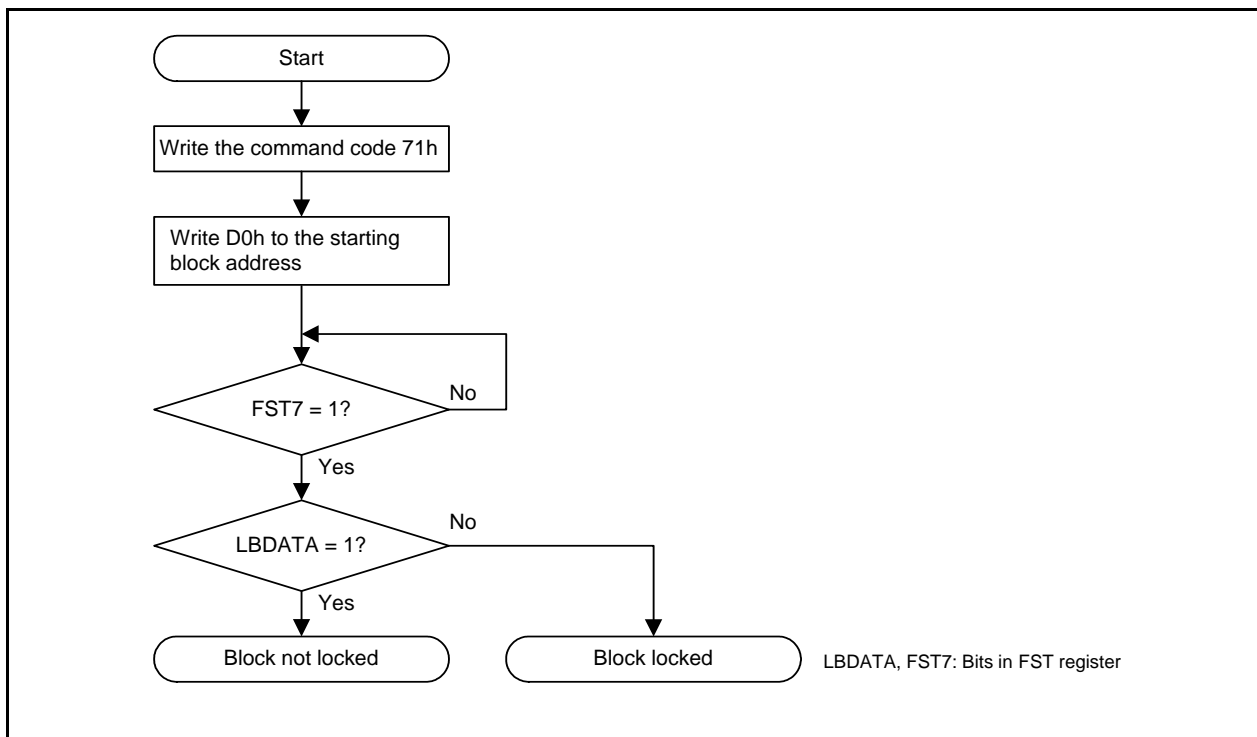 Start
Write the command code 71h
Write D0h to the starting
block address
FST7 = 1?
No
Yes
LBDATA = 1?
No
Yes
Block not locked
Block locked
LBDATA, FST7: Bits in FST register